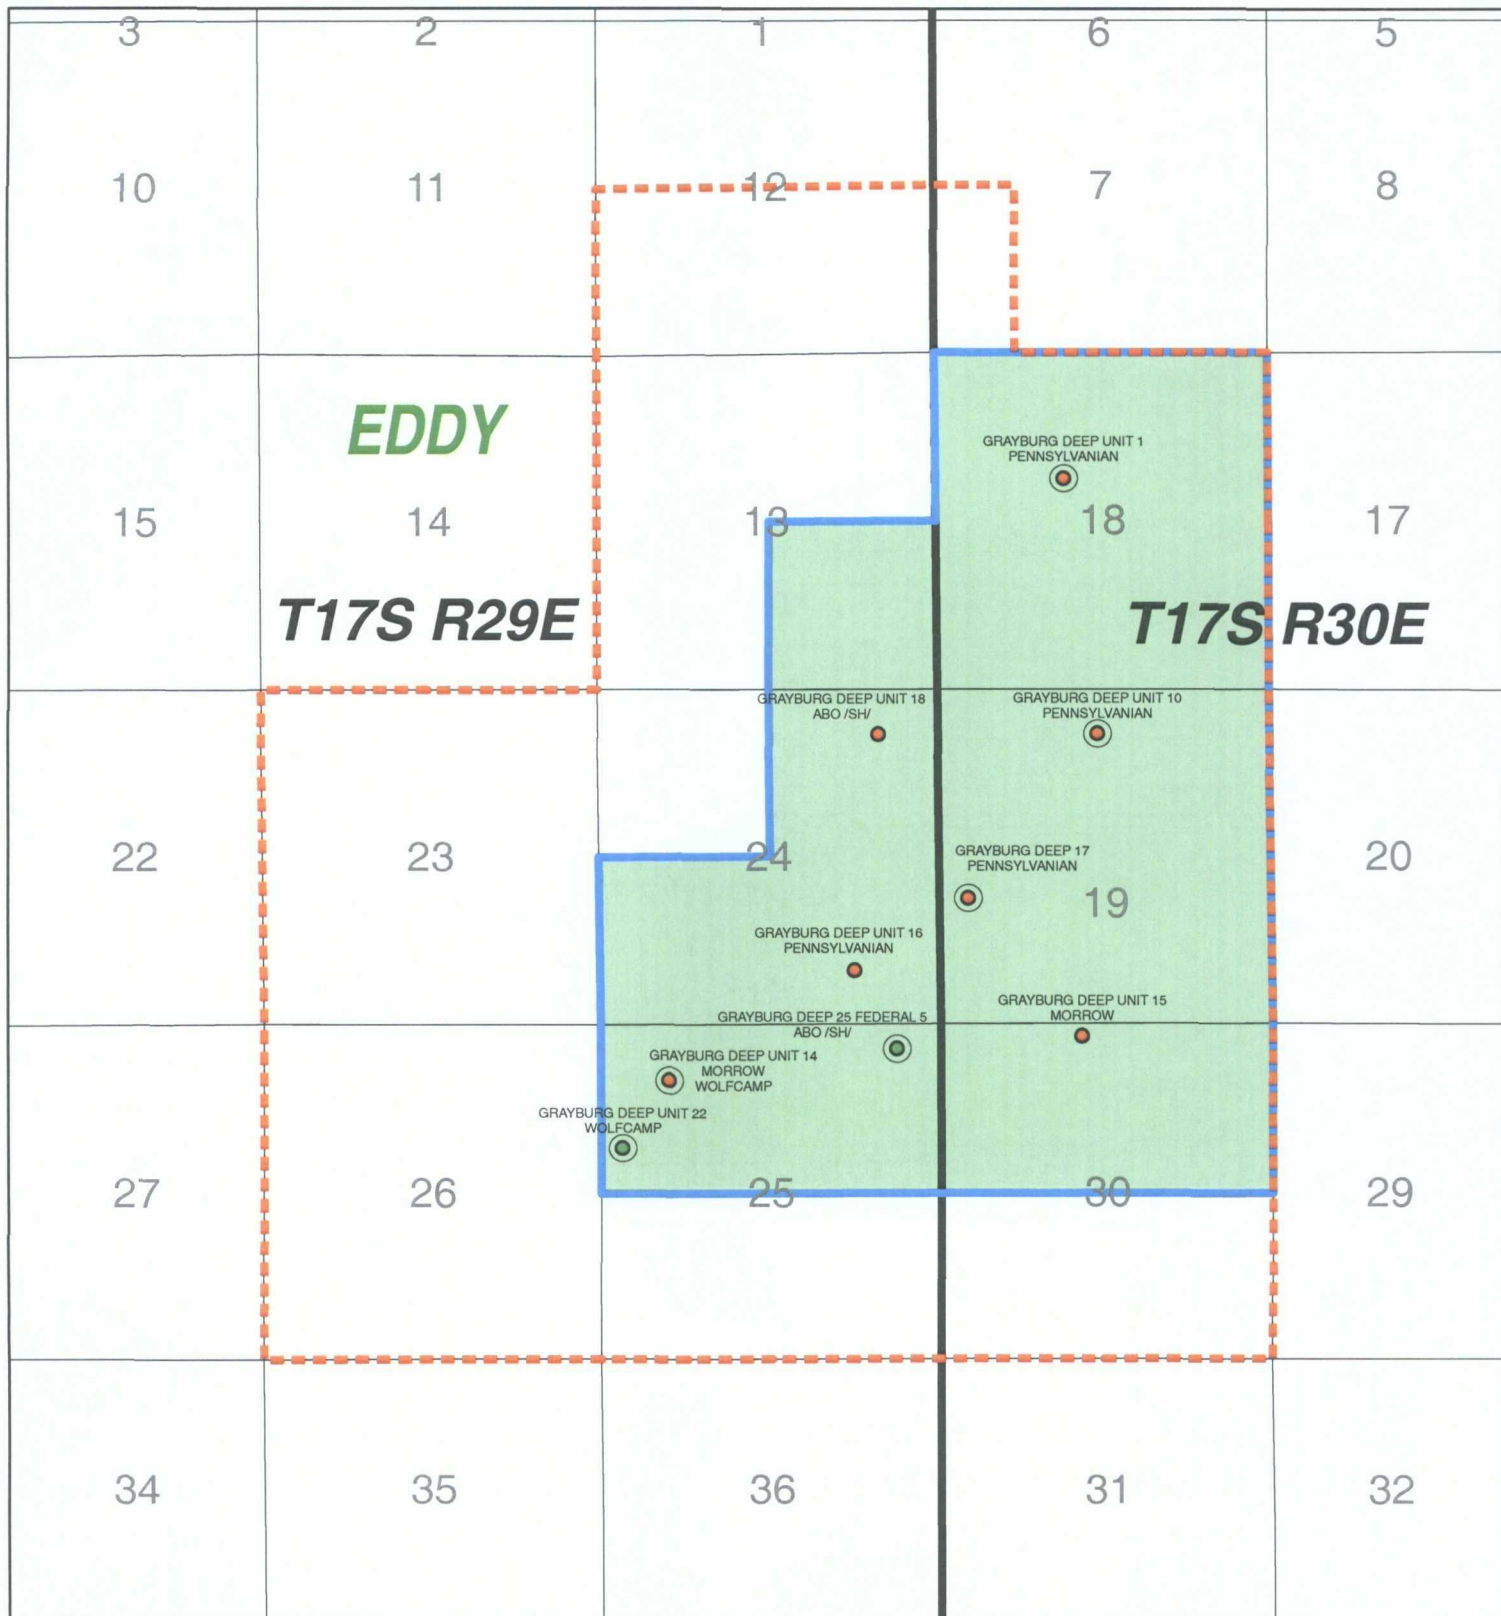 3
2
1
6
5
10
11
12
7
8
EDDY
GRAYBURG DEEP UNIT 1
PENNSYLVANIAN
15
14
13
18
17
T17S R29E
T17S R30E
GRAYBURG DEEP UNIT 18
ABO /SH/
GRAYBURG DEEP UNIT 10
PENNSYLVANIAN
22
23
24
GRAYBURG DEEP 17
PENNSYLVANIAN
20
19
GRAYBURG DEEP UNIT 16
PENNSYLVANIAN
GRAYBURG DEEP UNIT 15
MORROW
GRAYBURG DEEP 25 FEDERAL 5
ABO /SH/
GRAYBURG DEEP UNIT 14
MORROW
WOLFCAMP
GRAYBURG DEEP UNIT 22
WOLFCAMP
27
26
25
30
29
34
35
36
31
32